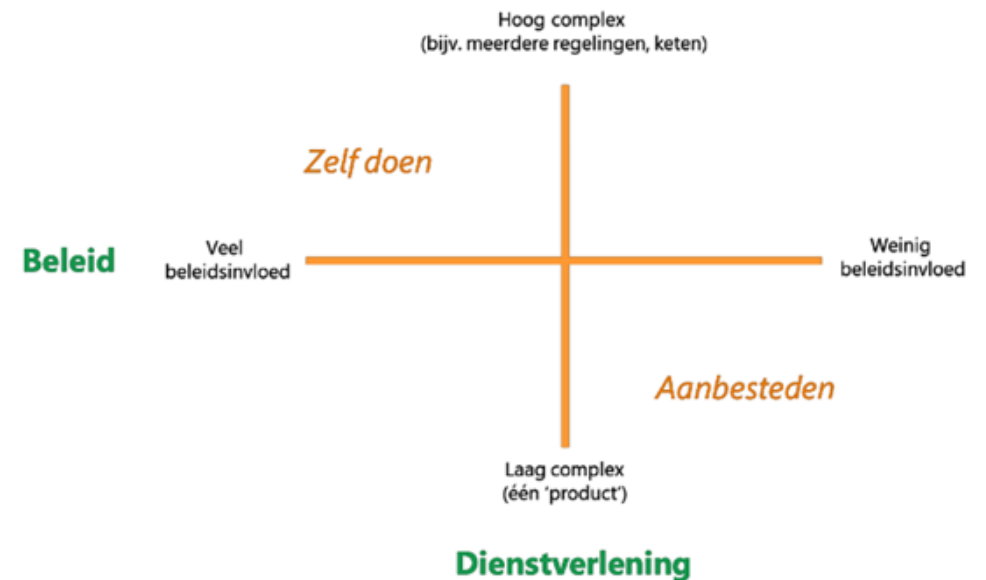 Hoog complex
(bijv. meerdere regelingen, keten)
Zelf doen
Beleid
Veel
beleidsinvloed
Weinig
beleidsinvloed
Aanbesteden
Laag complex
(één 'product')
Dienstverlening